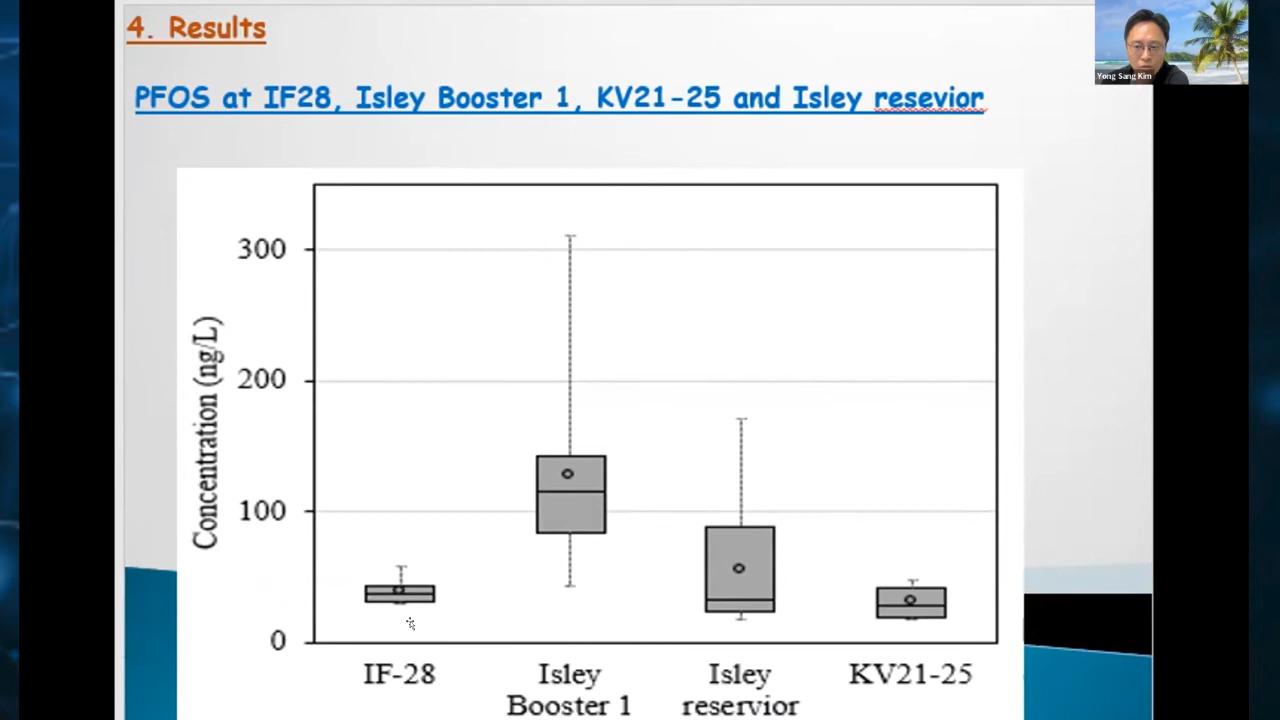 4. Results
Yong Sang Kim
PFOS at IF28, Isley Booster 1, KV21-25 and Isley resevior
Concentration (ng/L)
300
200
100
0
IF-28
Isley
Booster 1
Isley
reservior
KV21-25